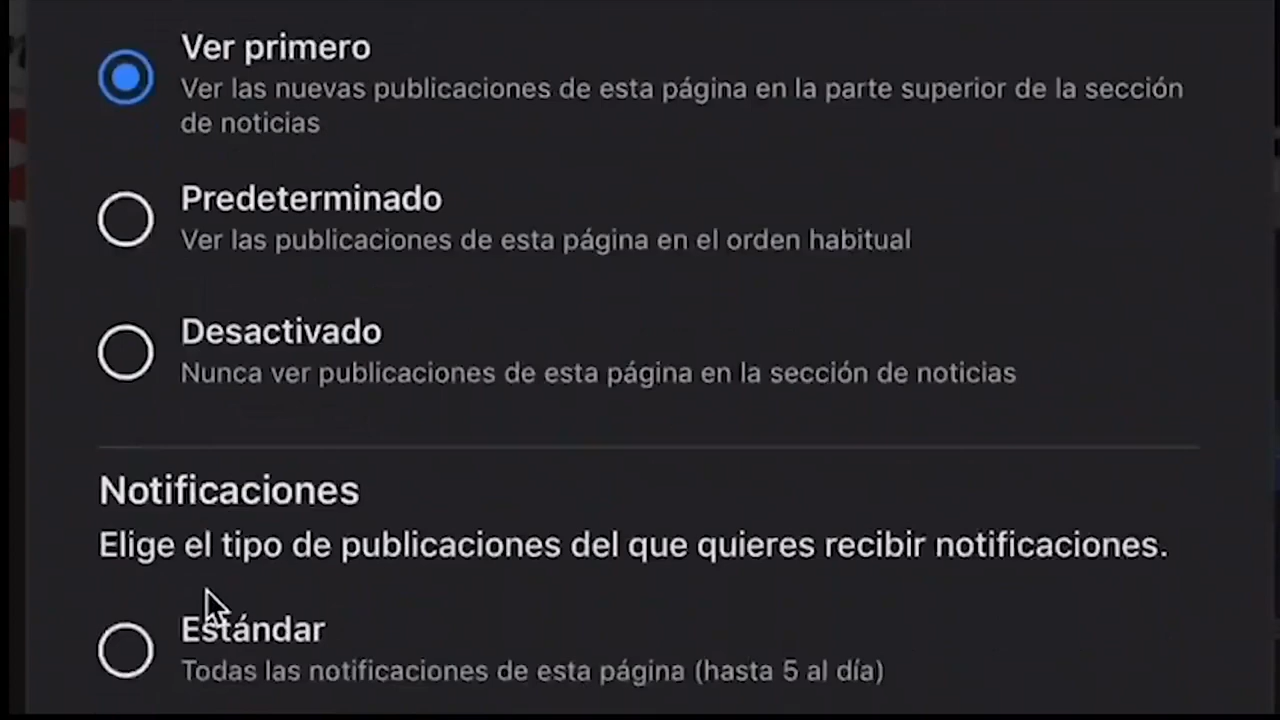 Ver primero
Ver las nuevas publicaciones de esta página en la parte superior de la sección
de noticias
Predeterminado
Ver las publicaciones de esta página en el orden habitual
Desactivado
Nunca ver publicaciones de esta página en la sección de noticias
Notificaciones
Elige el tipo de publicaciones del que quieres recibir notificaciones.
Estándar
Todas las notificaciones de esta página (hasta 5 al día)